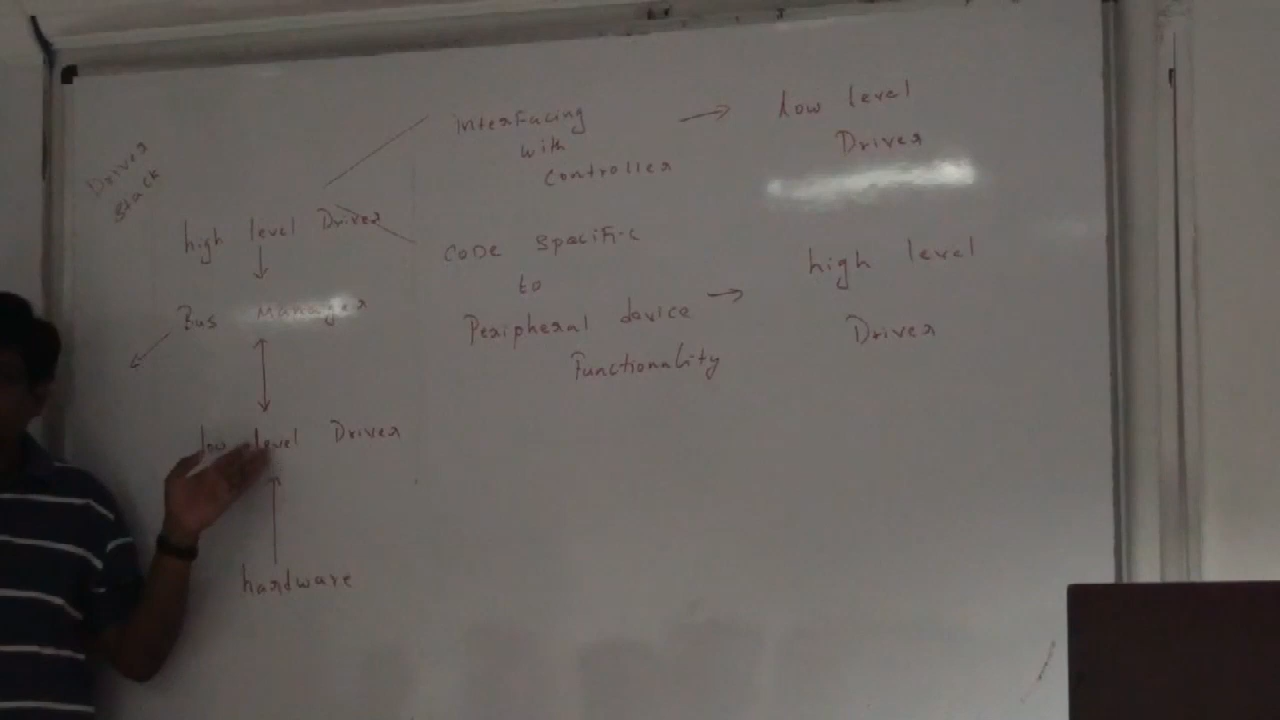 Driver
stack
high level Driver
Bus Manager
low level Driver
hardware
Interfacing
with
controller
Low level
Driver
CODE specific
to
Peripheral device
Functionality
high level
Driver